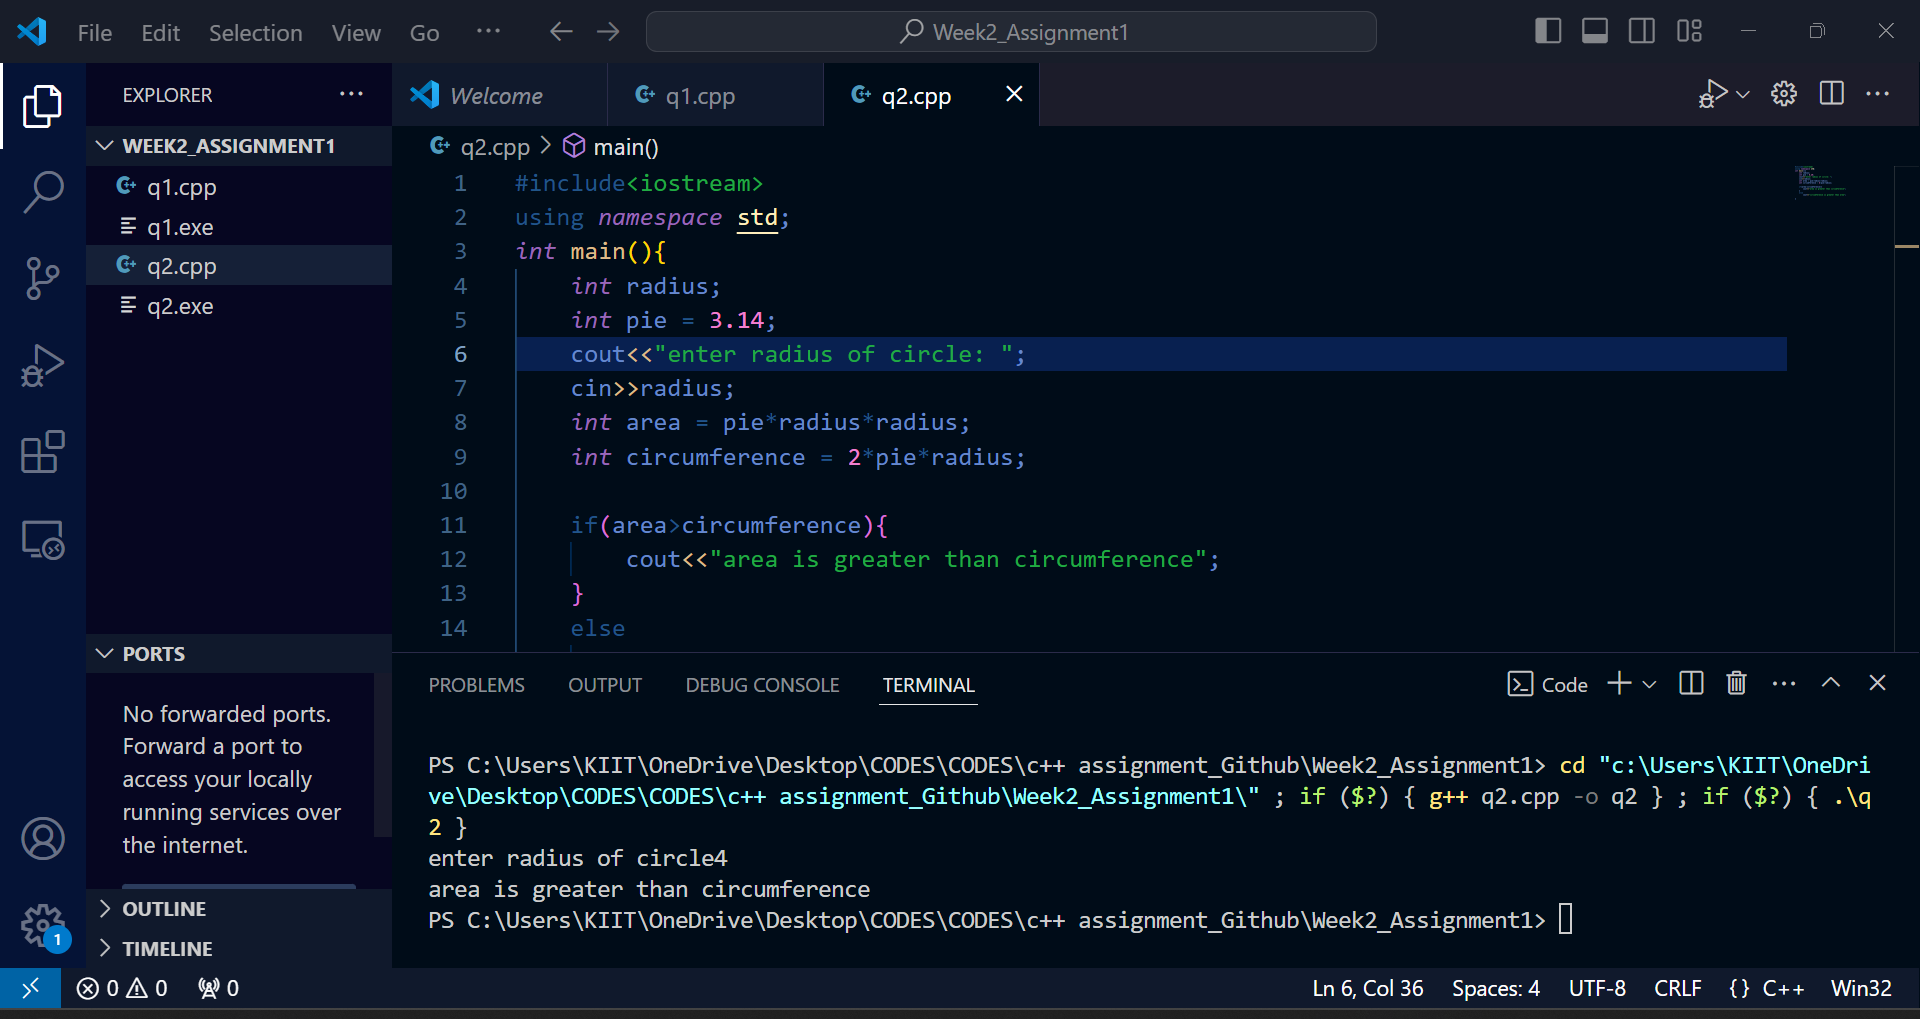 File Edit Selection View Go ··· Week2_Assignment1
EXPLORER ···
WEEK2_ASSIGNMENT1
q1.cpp
q1.exe
q2.cpp
q2.exe
PORTS
No forwarded ports.
Forward a port to
access your locally
running services over
the internet.
OUTLINE
TIMELINE
1
Welcome q1.cpp q2.cpp
q2.cpp > main()
1 #include<iostream>
2 using namespace std;
3 int main(){
4 int radius;
5 int pie = 3.14;
6 cout<<"enter radius of circle: ";
7 cin>>radius;
8 int area = pie*radius*radius;
9 int circumference = 2*pie*radius;
10
11 if(area>circumference){
12 cout<<"area is greater than circumference";
13 }
14 else
PROBLEMS OUTPUT DEBUG CONSOLE TERMINAL Code
PS C:\Users\KIIT\OneDrive\Desktop\CODES\CODES\c++ assignment_Github\Week2_Assignment1> cd "c:\Users\KIIT\OneDri
ve\Desktop\CODES\CODES\c++ assignment_Github\Week2_Assignment1\" ; if ($?) { g++ q2.cpp -o q2 } ; if ($?) { .\q
2 }
enter radius of circle4
area is greater than circumference
PS C:\Users\KIIT\OneDrive\Desktop\CODES\CODES\c++ assignment_Github\Week2_Assignment1>
0 0 0 Ln 6, Col 36 Spaces: 4 UTF-8 CRLF {} C++ Win32